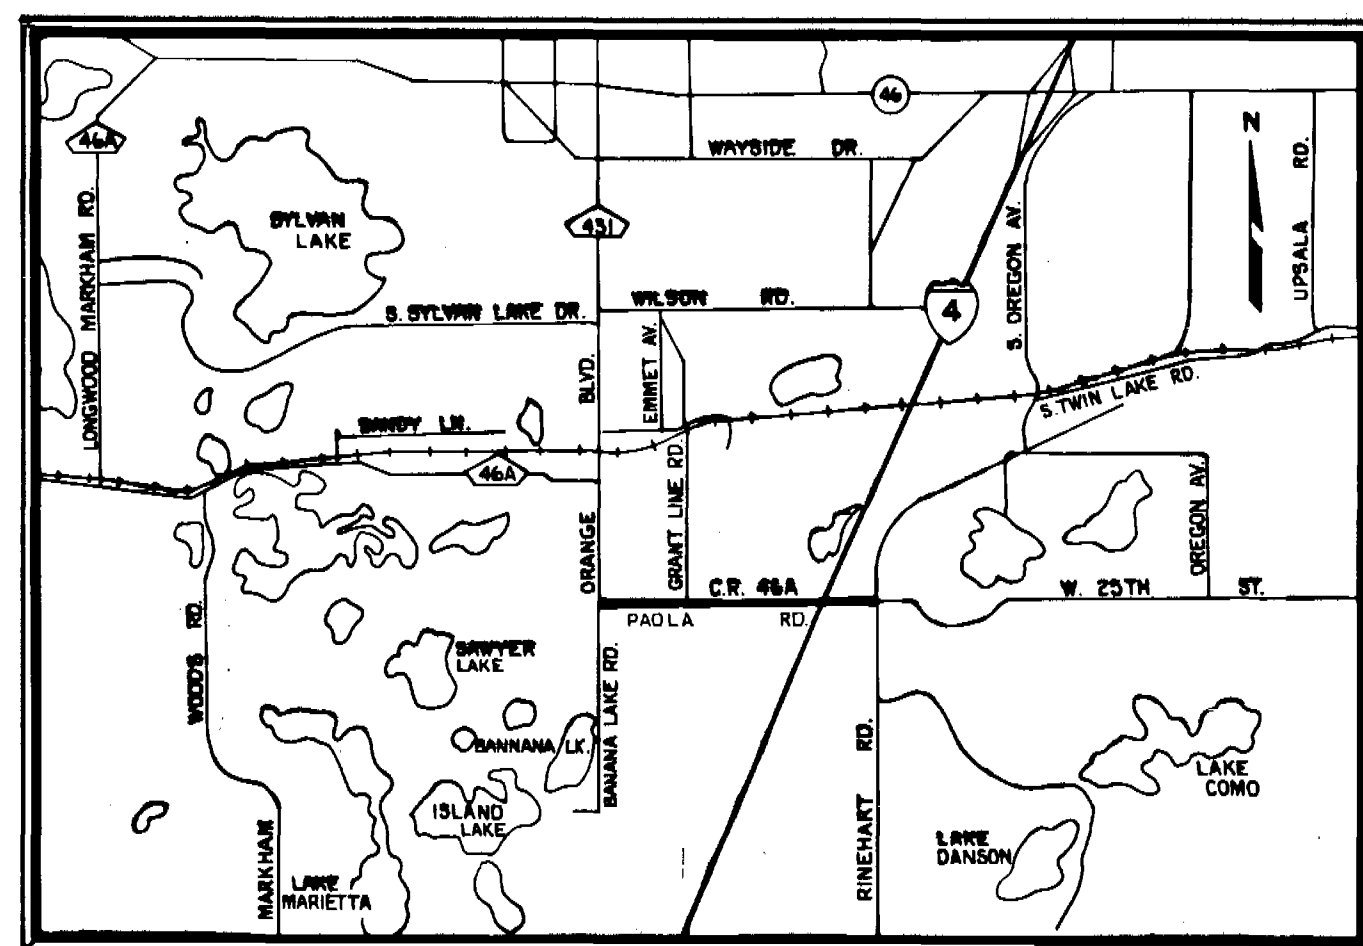 46
46A
N
WAYSIDE DR.
LONGWOOD MARKHAM RD.
UPSALA RD.
SYLVAN
LAKE
431
S. OREGON AV.
WILSON RD.
S. SYLVAN LAKE DR.
4
EMMET AV.
BLVD.
S. TWIN LAKE RD.
SANDY LN.
46A
GRANT LINE RD.
OREGON AV.
ORANGE
C.R. 46A
W. 25TH ST.
PAOLA RD.
WOODS RD.
SAWYER
LAKE
BANANA LAKE RD.
BANNANA LK.
RINEHART RD.
LAKE
COMO
ISLAND
LAKE
MARKHAM
LAKE
DANSON
LAKE
MARIETTA